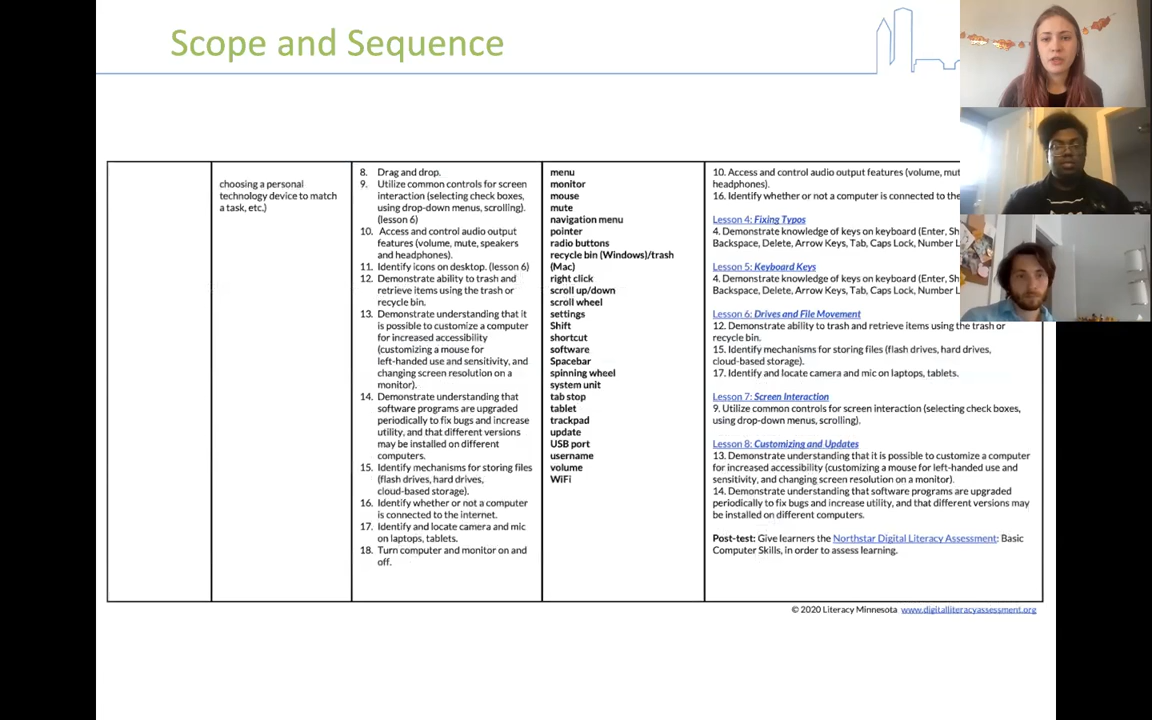 Scope and Sequence
choosing a personal
technology device to match
a task, etc.)
8. Drag and drop.
9. Utilize common controls for screen
interaction (selecting check boxes,
using drop-down menus, scrolling).
(lesson 6)
10. Access and control audio output
features (volume, mute, speakers
and headphones).
11. Identify icons on desktop. (lesson 6)
12. Demonstrate ability to trash and
retrieve items using the trash or
recycle bin.
13. Demonstrate understanding that it
is possible to customize a computer
for increased accessibility
(customizing a mouse for
left-handed use and sensitivity, and
changing screen resolution on a
monitor).
14. Demonstrate understanding that
software programs are upgraded
periodically to fix bugs and increase
utility, and that different versions
may be installed on different
computers.
15. Identify mechanisms for storing files
(flash drives, hard drives,
cloud-based storage).
16. Identify whether or not a computer
is connected to the internet.
17. Identify and locate camera and mic
on laptops, tablets.
18. Turn computer and monitor on and
off.
menu
monitor
mouse
mute
navigation menu
pointer
radio buttons
recycle bin (Windows)/trash
(Mac)
right click
scroll up/down
scroll wheel
settings
Shift
shortcut
software
Spacebar
spinning wheel
system unit
tab stop
tablet
trackpad
update
USB port
username
volume
WiFi
10. Access and control audio output features (volume, mut
headphones).
16. Identify whether or not a computer is connected to the
Lesson 4: Fixing Typos
4. Demonstrate knowledge of keys on keyboard (Enter, Sh
Backspace, Delete, Arrow Keys, Tab, Caps Lock, Number L
Lesson 5: Keyboard Keys
4. Demonstrate knowledge of keys on keyboard (Enter, Sh
Backspace, Delete, Arrow Keys, Tab, Caps Lock, Number L
Lesson 6: Drives and File Movement
12. Demonstrate ability to trash and retrieve items using the trash or
recycle bin.
15. Identify mechanisms for storing files (flash drives, hard drives,
cloud-based storage).
17. Identify and locate camera and mic on laptops, tablets.
Lesson 7: Screen Interaction
9. Utilize common controls for screen interaction (selecting check boxes,
using drop-down menus, scrolling).
Lesson 8: Customizing and Updates
13. Demonstrate understanding that it is possible to customize a computer
for increased accessibility (customizing a mouse for left-handed use and
sensitivity, and changing screen resolution on a monitor).
14. Demonstrate understanding that software programs are upgraded
periodically to fix bugs and increase utility, and that different versions may
be installed on different computers.
Post-test: Give learners the Northstar Digital Literacy Assessment: Basic
Computer Skills, in order to assess learning.
© 2020 Literacy Minnesota www.digitalliteracyassessment.org